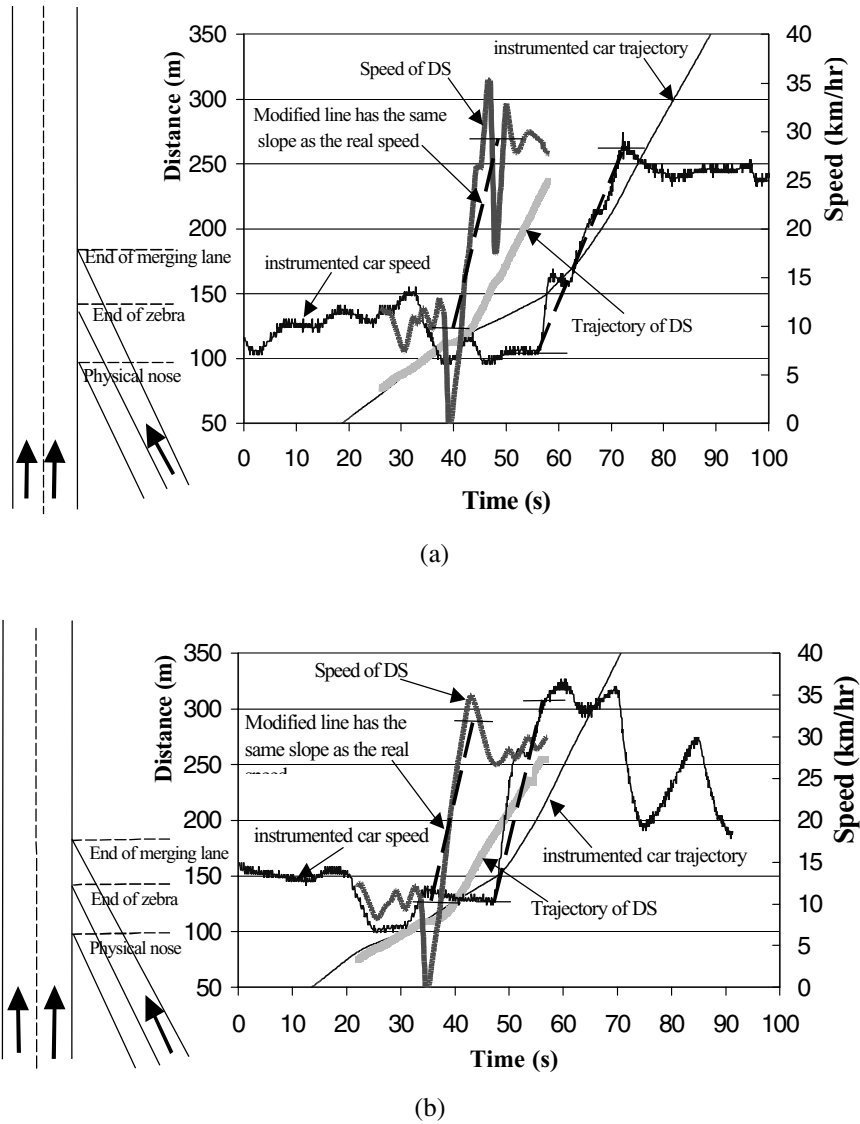 350
300
250
200
150
100
50
Distance (m)
40
35
30
25
20
15
10
5
0
Speed (km/hr)
instrumented car trajectory
Speed of DS
Modified line has the same
slope as the real speed
End of merging lane
instrumented car speed
End of zebra
Trajectory of DS
Physical nose
0 10 20 30 40 50 60 70 80 90 100
Time (s)
(a)
350
300
250
200
150
100
50
Distance (m)
40
35
30
25
20
15
10
5
0
Speed (km/hr)
Speed of DS
Modified line has the
same slope as the real
instrumented car speed
End of merging lane
instrumented car trajectory
End of zebra
Trajectory of DS
Physical nose
0 10 20 30 40 50 60 70 80 90 100
Time (s)
(b)